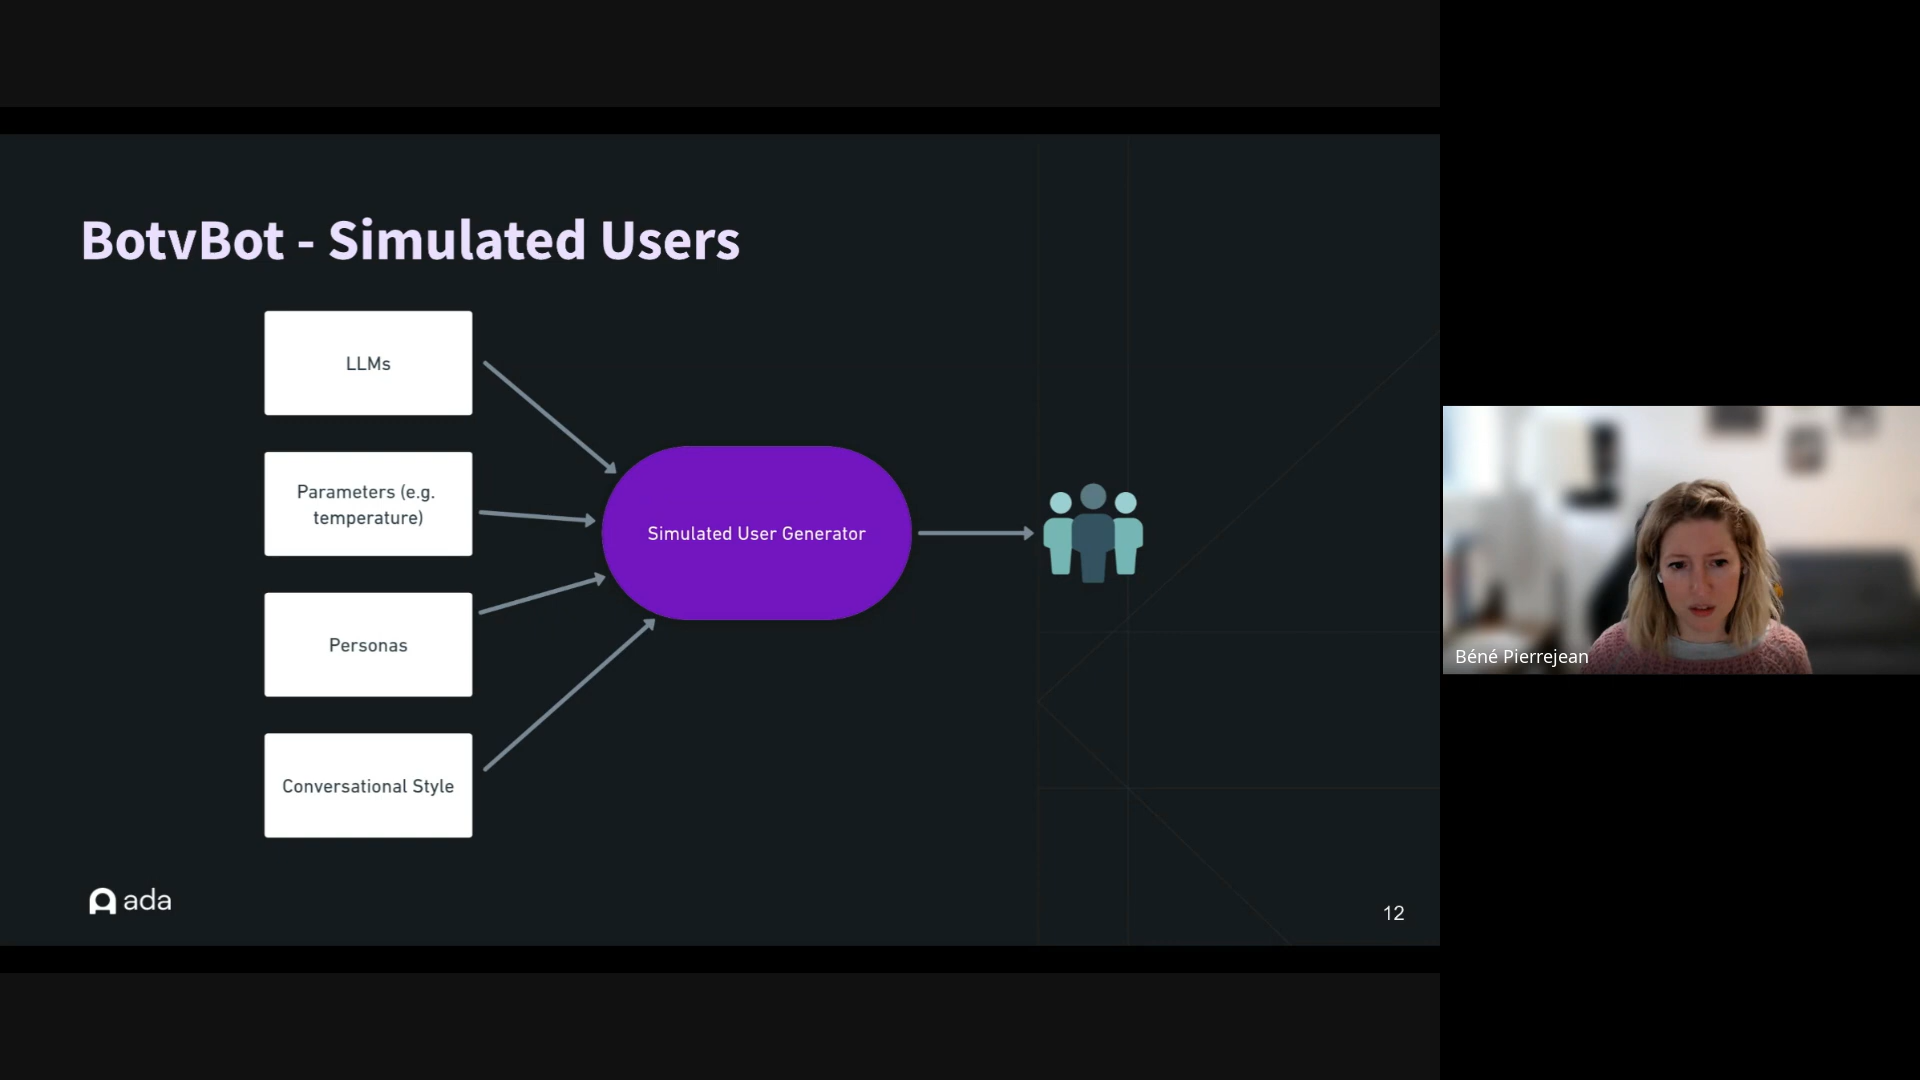 BotvBot - Simulated Users
LLMs
Parameters (e.g.
temperature)
Personas
Conversational Style
Simulated User Generator
ada
12
Béné Pierrejean